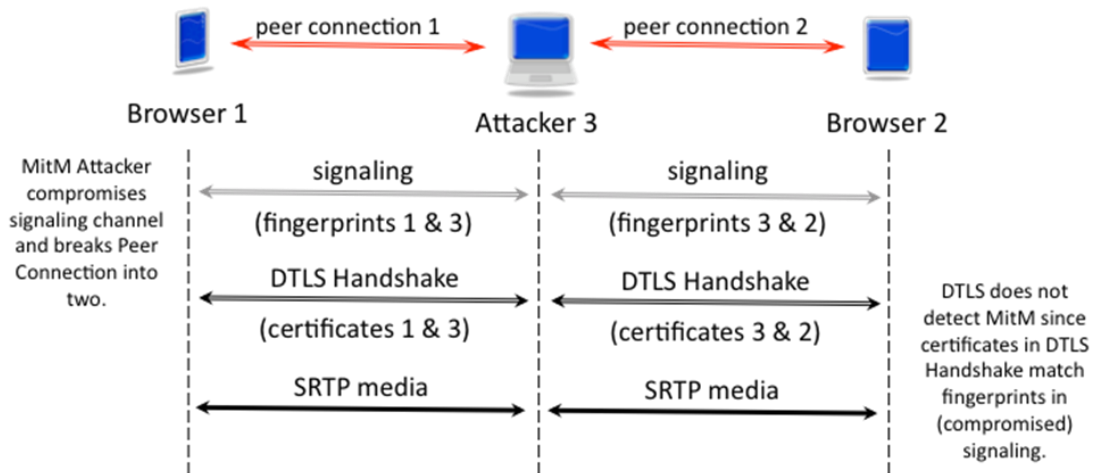 peer connection 1
peer connection 2
Browser 1
Attacker 3
Browser 2
MitM Attacker
compromises
signaling channel
and breaks Peer
Connection into
two.
signaling
signaling
(fingerprints 1 & 3)
(fingerprints 3 & 2)
DTLS Handshake
DTLS Handshake
(certificates 1 & 3)
(certificates 3 & 2)
SRTP media
SRTP media
DTLS does not
detect MitM since
certificates in DTLS
Handshake match
fingerprints in
(compromised)
signaling.